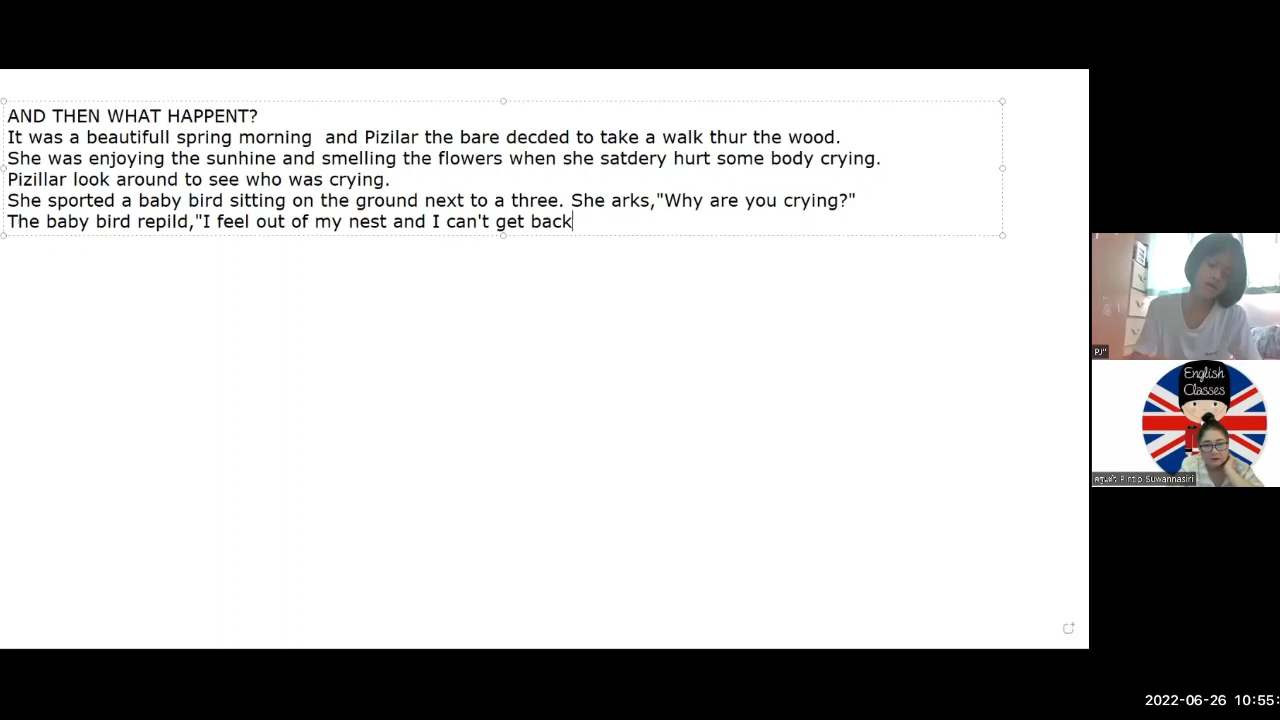 AND THEN WHAT HAPPENT?
It was a beautifull spring morning  and Pizilar the bare decded to take a walk thur the wood.
She was enjoying the sunhine and smelling the flowers when she satdery hurt some body crying.
Pizillar look around to see who was crying.
She sported a baby bird sitting on the ground next to a three. She arks,"Why are you crying?"
The baby bird repild,"I feel out of my nest and I can't get back
PJ"
English
Classes
Pintip Suwannasiri
2022-06-26 10:55: